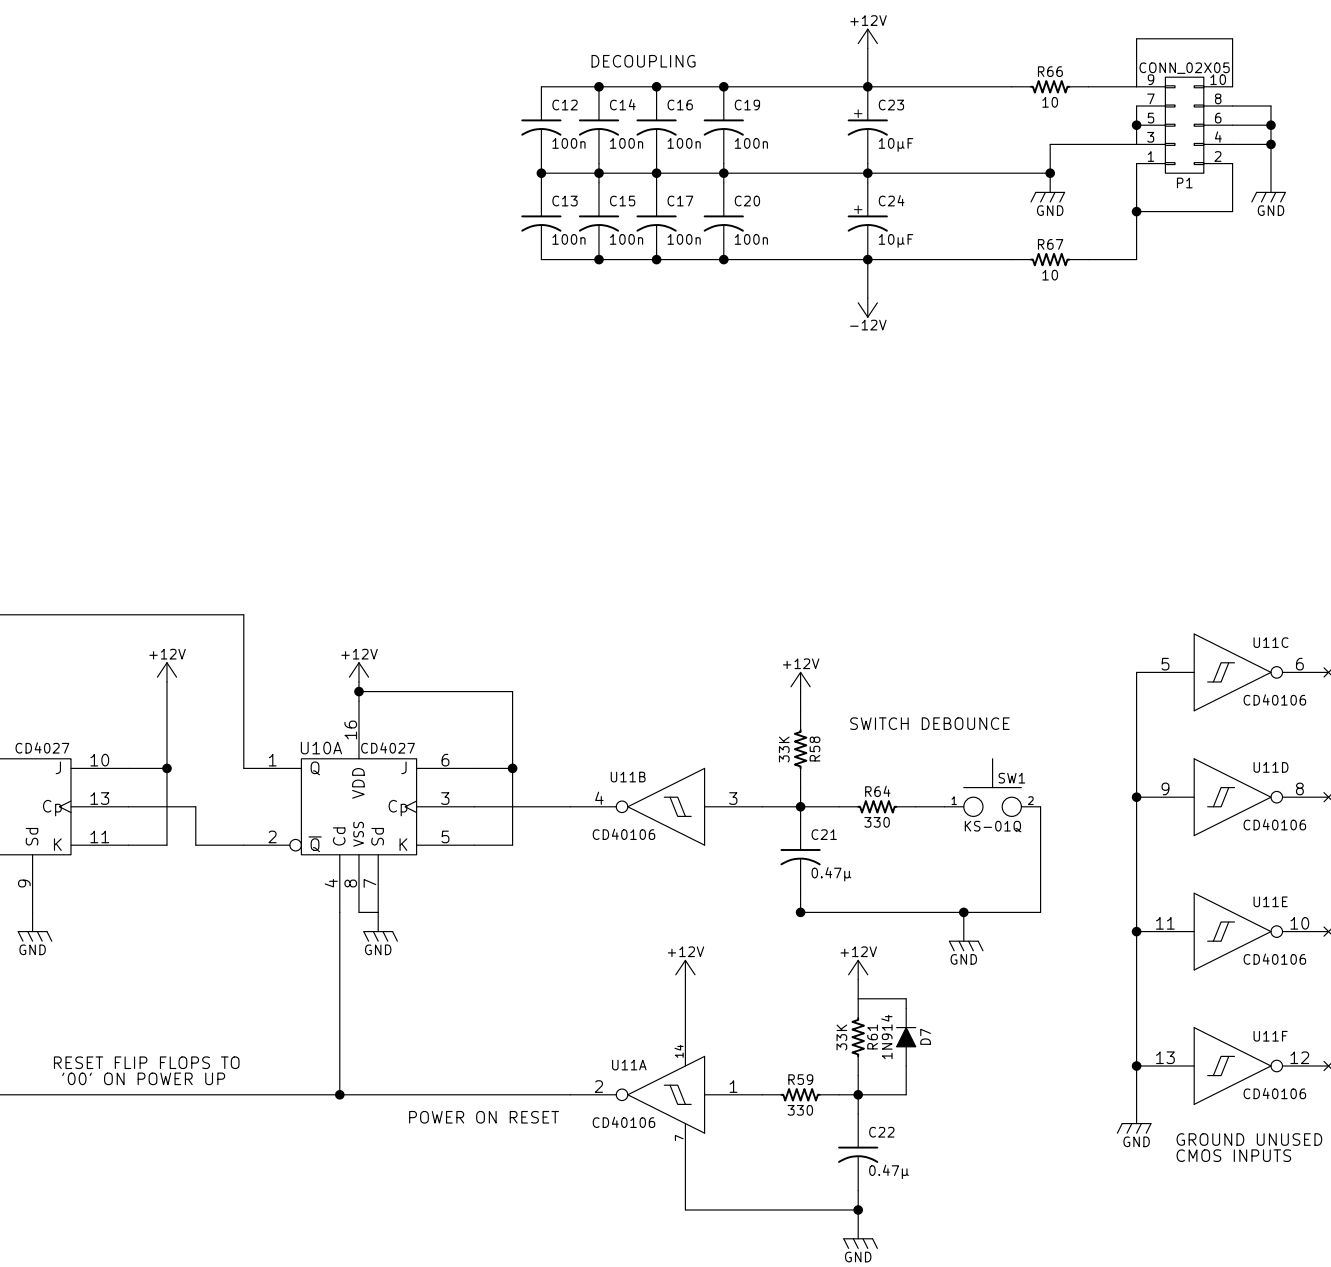 +12V
DECOUPLING
R66
10
CONN_02X05
9 10
7 8
5 6
3 4
1 2
P1
C12 C14 C16 C19 C23
+
100n 100n 100n 100n 10µF
C13 C15 C17 C20 C24
+
100n 100n 100n 100n 10µF
GND
GND
R67
10
-12V
+12V
+12V
+12V
CD4027
J 10
Cp 13
K 11
Sd
9
GND
U10A CD4027
16
VDD
1 Q J 6
Cp 3
2 Q̅ K 5
Cd VSS Sd
4 8 7
GND
U11B
4 3
CD40106
33K R58
SWITCH DEBOUNCE
R64
330
SW1
1 2
KS-01Q
C21
0.47µ
GND
U11C
5 6
CD40106
U11D
9 8
CD40106
U11E
11 10
CD40106
U11F
13 12
CD40106
GND
GROUND UNUSED
CMOS INPUTS
+12V
+12V
33K R61
1N914 D7
14
U11A
2 1
CD40106
7
R59
330
C22
0.47µ
GND
RESET FLIP FLOPS TO
'00' ON POWER UP
POWER ON RESET